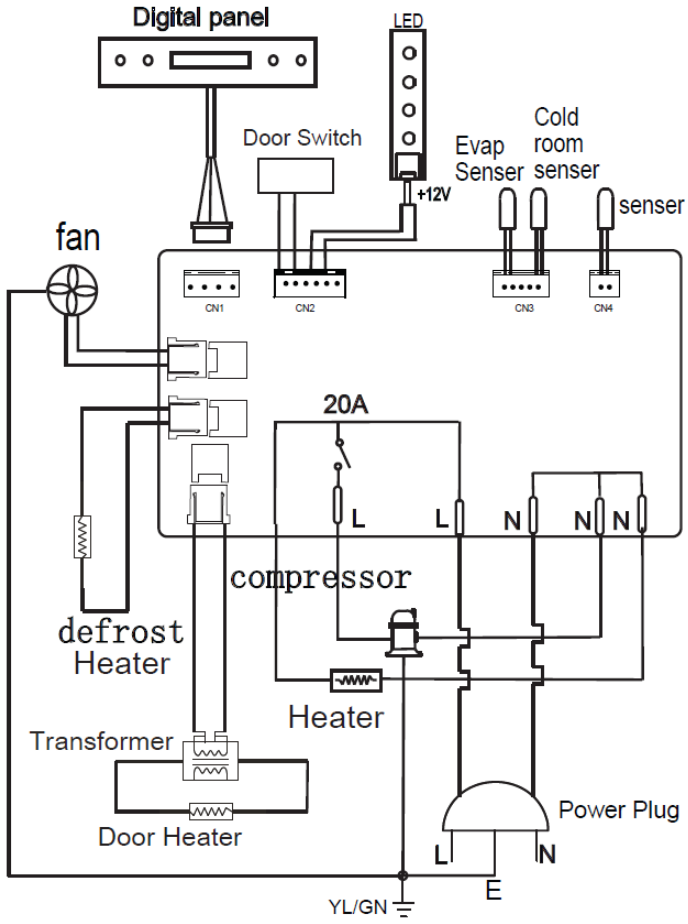 Digital panel
LED
Door Switch
+12V
Evap
Senser
Cold
room
senser
senser
fan
CN1
CN2
CN3
CN4
20A
L
L
N
N
N
compressor
defrost
Heater
Heater
Transformer
Door Heater
Power Plug
L
N
E
YL/GN